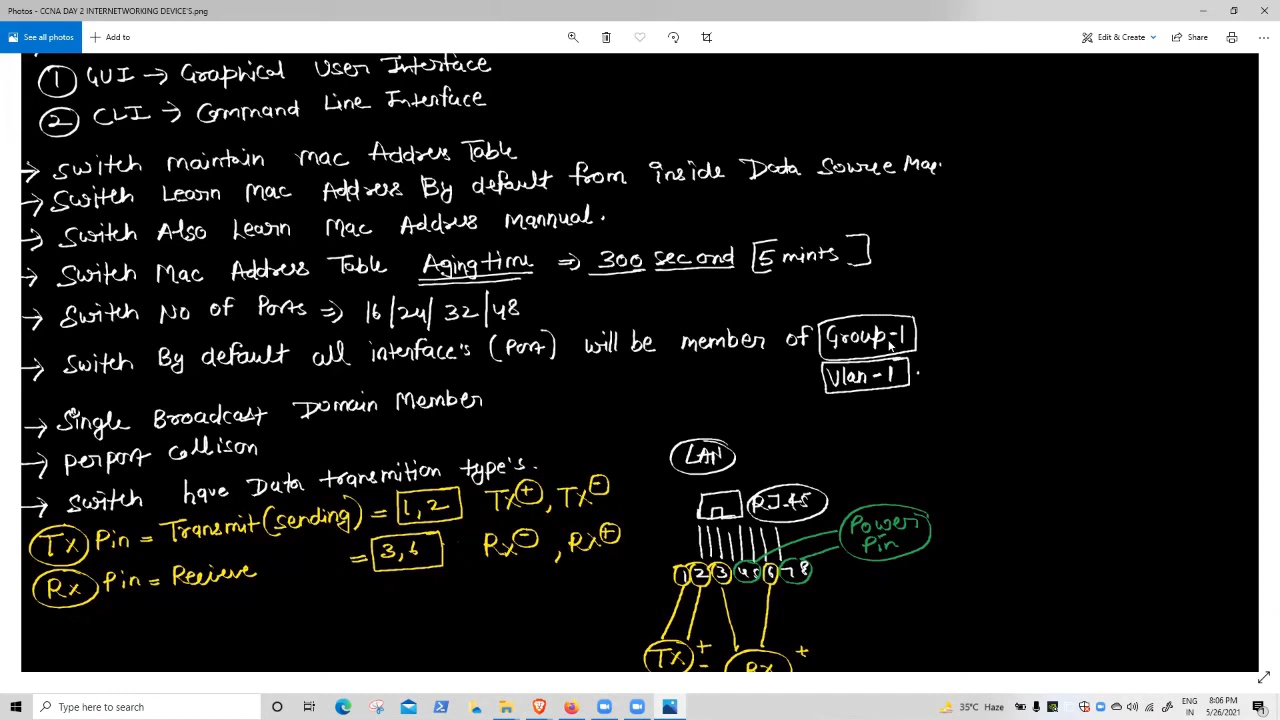 Photos - CCNA DAY 2 INTERNETWORKING DEVICE'S.png
See all photos + Add to Edit & Create Share
1 GUI → Graphical User Interface
2 CLI → Command Line Interface
→ Switch maintain mac Address Table
→ Switch Learn Mac Address By default from inside Data Source Mac.
→ Switch Also Learn Mac Address Mannual.
→ Switch Mac Address Table Aging time ⇒ 300 second [5 mints]
→ Switch No of Ports ⇒ 16/24/32/48
→ Switch By default all interface's (Port) will be member of Group-1
Vlan-1.
→ Single Broadcast Domain Member
→ perport collison
→ Switch have Data transmition type's.
Tx Pin = Transmit (sending) = 1,2 Tx+, Tx-
Rx Pin = Recieve = 3,6 Rx-, Rx+
LAN
RJ.45
Power Pin
1 2 3 4 5 6 7 8
Tx + -
Rx +
Type here to search
35°C Haze
ENG
IN
8:06 PM
5/26/2021